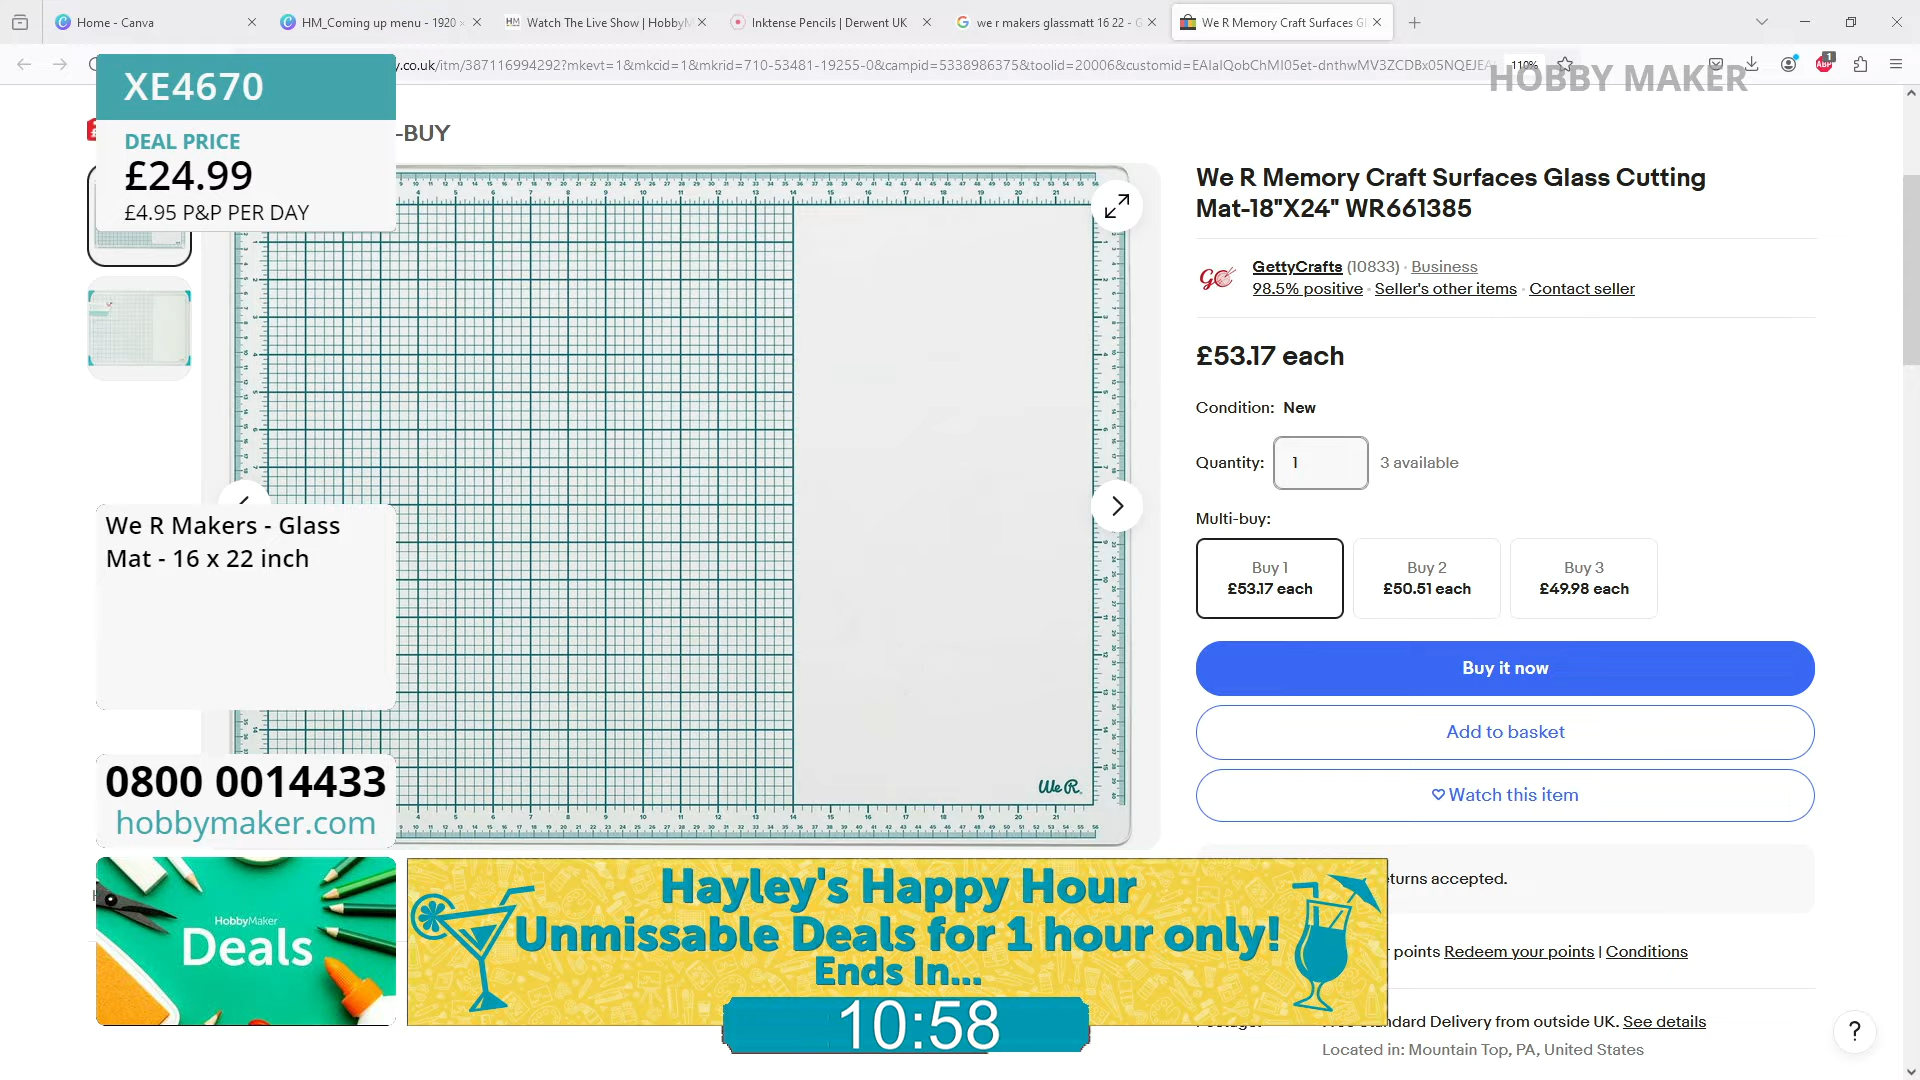 Home - Canva
HM_Coming up menu - 1920
Watch The Live Show | Hobby
Inktense Pencils | Derwent UK
we r makers glassmatt 16 22 - G
We R Memory Craft Surfaces Gl
110%
HOBBY MAKER
XE4670
DEAL PRICE
£24.99
£4.95 P&P PER DAY
-BUY
We R Makers - Glass
Mat - 16 x 22 inch
0800 0014433
hobbymaker.com
We R.
We R Memory Craft Surfaces Glass Cutting
Mat-18"X24" WR661385
GettyCrafts (10833) · Business
98.5% positive · Seller's other items · Contact seller
£53.17 each
Condition: New
Quantity: 1 3 available
Multi-buy:
Buy 1 Buy 2 Buy 3
£53.17 each £50.51 each £49.98 each
Buy it now
Add to basket
Watch this item
eturns accepted.
points Redeem your points | Conditions
ndard Delivery from outside UK. See details
Located in: Mountain Top, PA, United States
HobbyMaker
Deals
Hayley's Happy Hour
Unmissable Deals for 1 hour only!
Ends In...
10:58
?